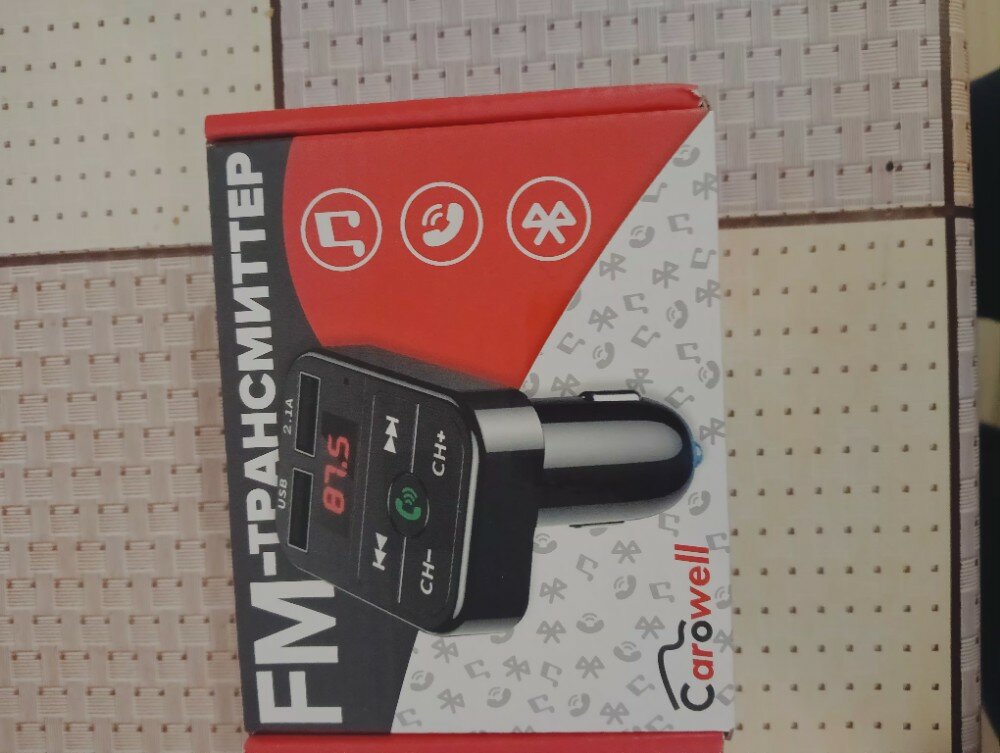 FM-ТРАНСМИТТЕР
USB
2.1A
87.5
CH-
CH+
Carowell